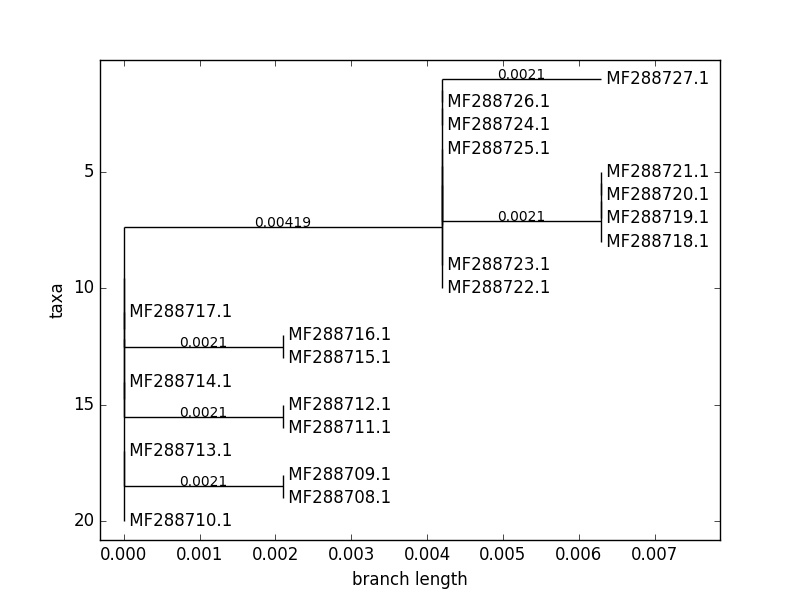 0.0021
MF288727.1
MF288726.1
MF288724.1
MF288725.1
5
MF288721.1
MF288720.1
0.00419
0.0021
MF288719.1
MF288718.1
MF288723.1
10
MF288722.1
taxa
MF288717.1
MF288716.1
0.0021
MF288715.1
MF288714.1
15
0.0021
MF288712.1
MF288711.1
MF288713.1
MF288709.1
0.0021
MF288708.1
20
MF288710.1
0.000 0.001 0.002 0.003 0.004 0.005 0.006 0.007
branch length